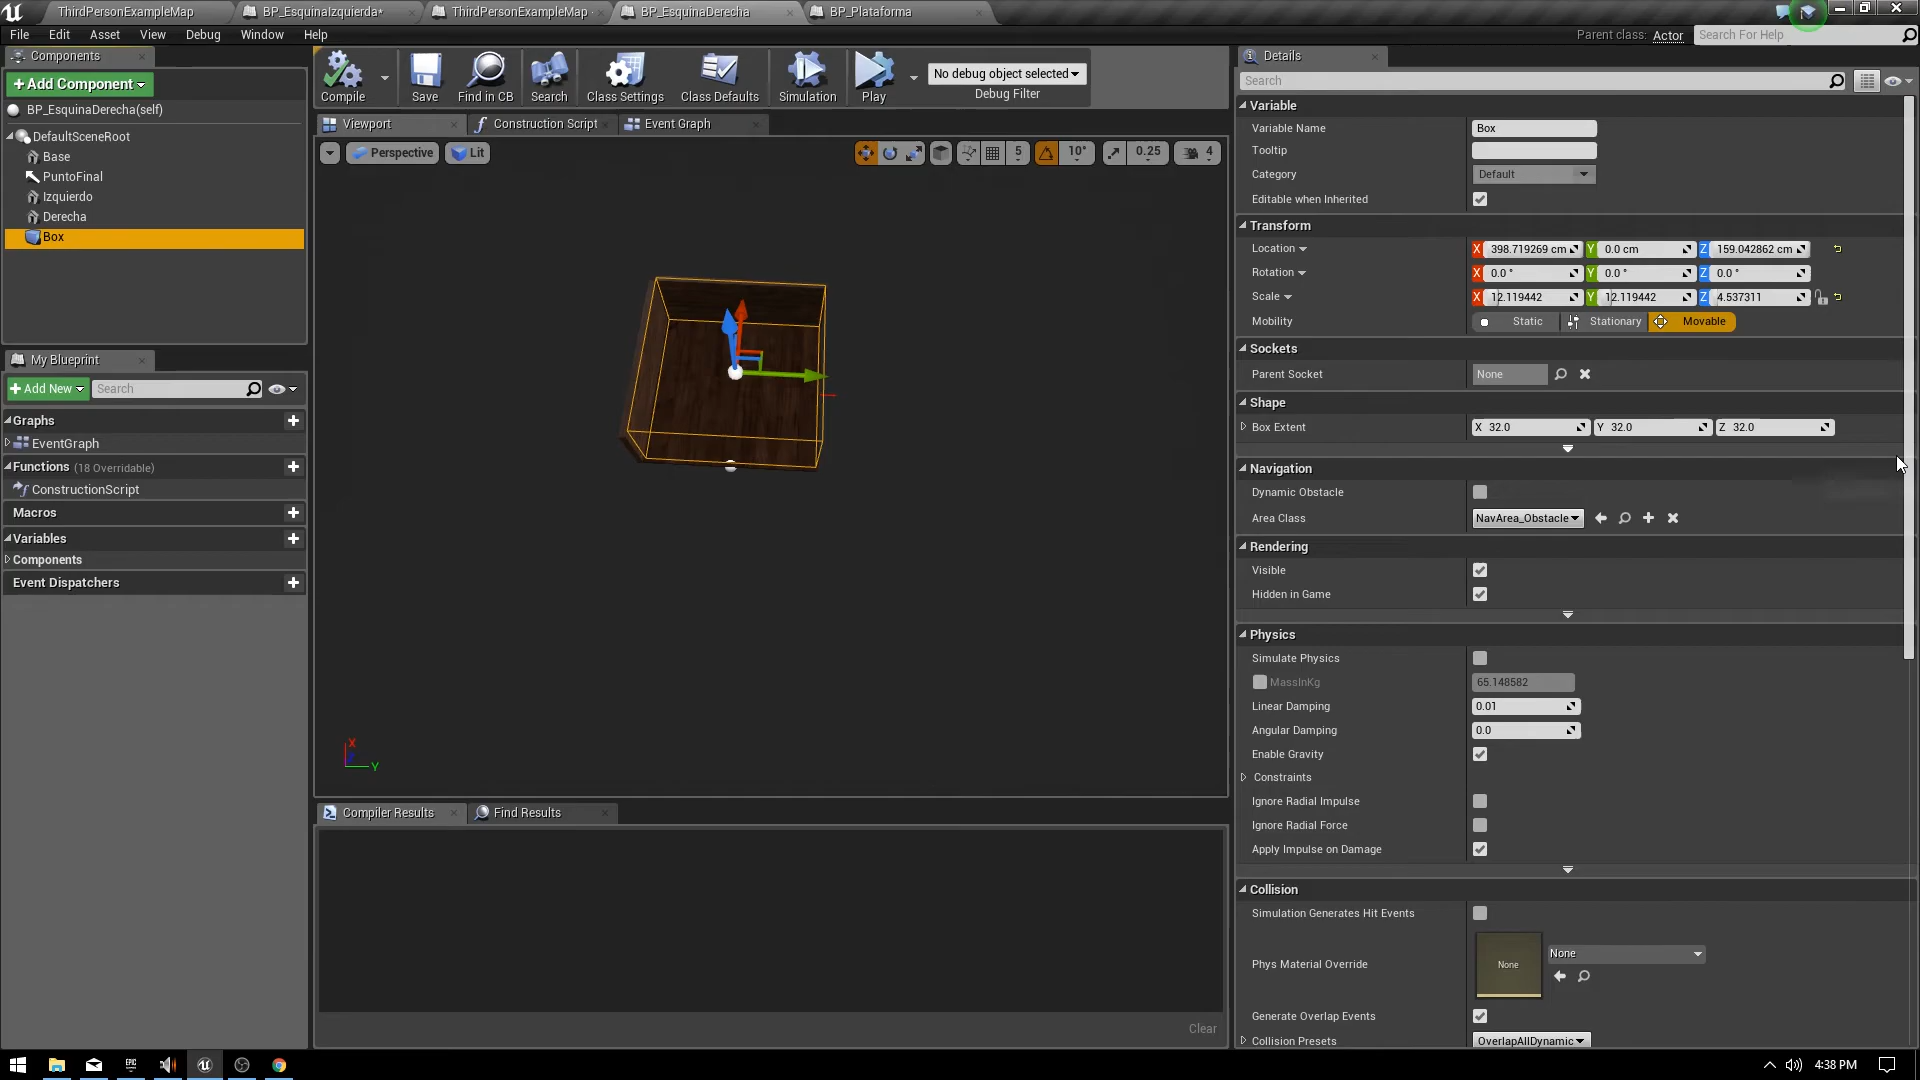 ThirdPersonExampleMap
BP_EsquinaIzquierda*
ThirdPersonExampleMap
BP_EsquinaDerecha
BP_Plataforma
File Edit Asset View Debug Window Help
Parent class: Actor
Search For Help
Components
+Add Component
BP_EsquinaDerecha(self)
DefaultSceneRoot
Base
PuntoFinal
Izquierdo
Derecha
Box
My Blueprint
+Add New
Search
Graphs
EventGraph
Functions (18 Overridable)
ConstructionScript
Macros
Variables
Components
Event Dispatchers
Compile
Save
Find in CB
Search
Class Settings
Class Defaults
Simulation
Play
No debug object selected
Debug Filter
Viewport
Construction Script
Event Graph
Perspective
Lit
5
10°
0.25
4
X
Y
Compiler Results
Find Results
Clear
Details
Search
Variable
Variable Name Box
Tooltip
Category Default
Editable when Inherited
Transform
Location X 398.719269 cm Y 0.0 cm Z 159.042862 cm
Rotation X 0.0 ° Y 0.0 ° Z 0.0 °
Scale X 12.119442 Y 12.119442 Z 4.537311
Mobility Static Stationary Movable
Sockets
Parent Socket None
Shape
Box Extent X 32.0 Y 32.0 Z 32.0
Navigation
Dynamic Obstacle
Area Class NavArea_Obstacle
Rendering
Visible
Hidden in Game
Physics
Simulate Physics
MassInKg 65.148582
Linear Damping 0.01
Angular Damping 0.0
Enable Gravity
Constraints
Ignore Radial Impulse
Ignore Radial Force
Apply Impulse on Damage
Collision
Simulation Generates Hit Events
Phys Material Override None None
Generate Overlap Events
Collision Presets OverlapAllDynamic
EPIC
4:38 PM